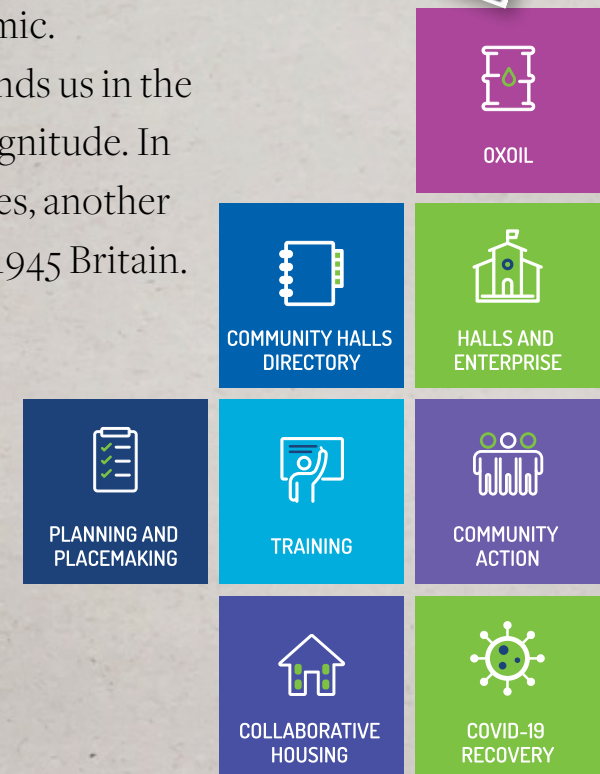 mic.
nds us in the
gnitude. In
es, another
1945 Britain.
OXOIL
COMMUNITY HALLS
DIRECTORY
HALLS AND
ENTERPRISE
PLANNING AND
PLACEMAKING
TRAINING
COMMUNITY
ACTION
COLLABORATIVE
HOUSING
COVID-19
RECOVERY